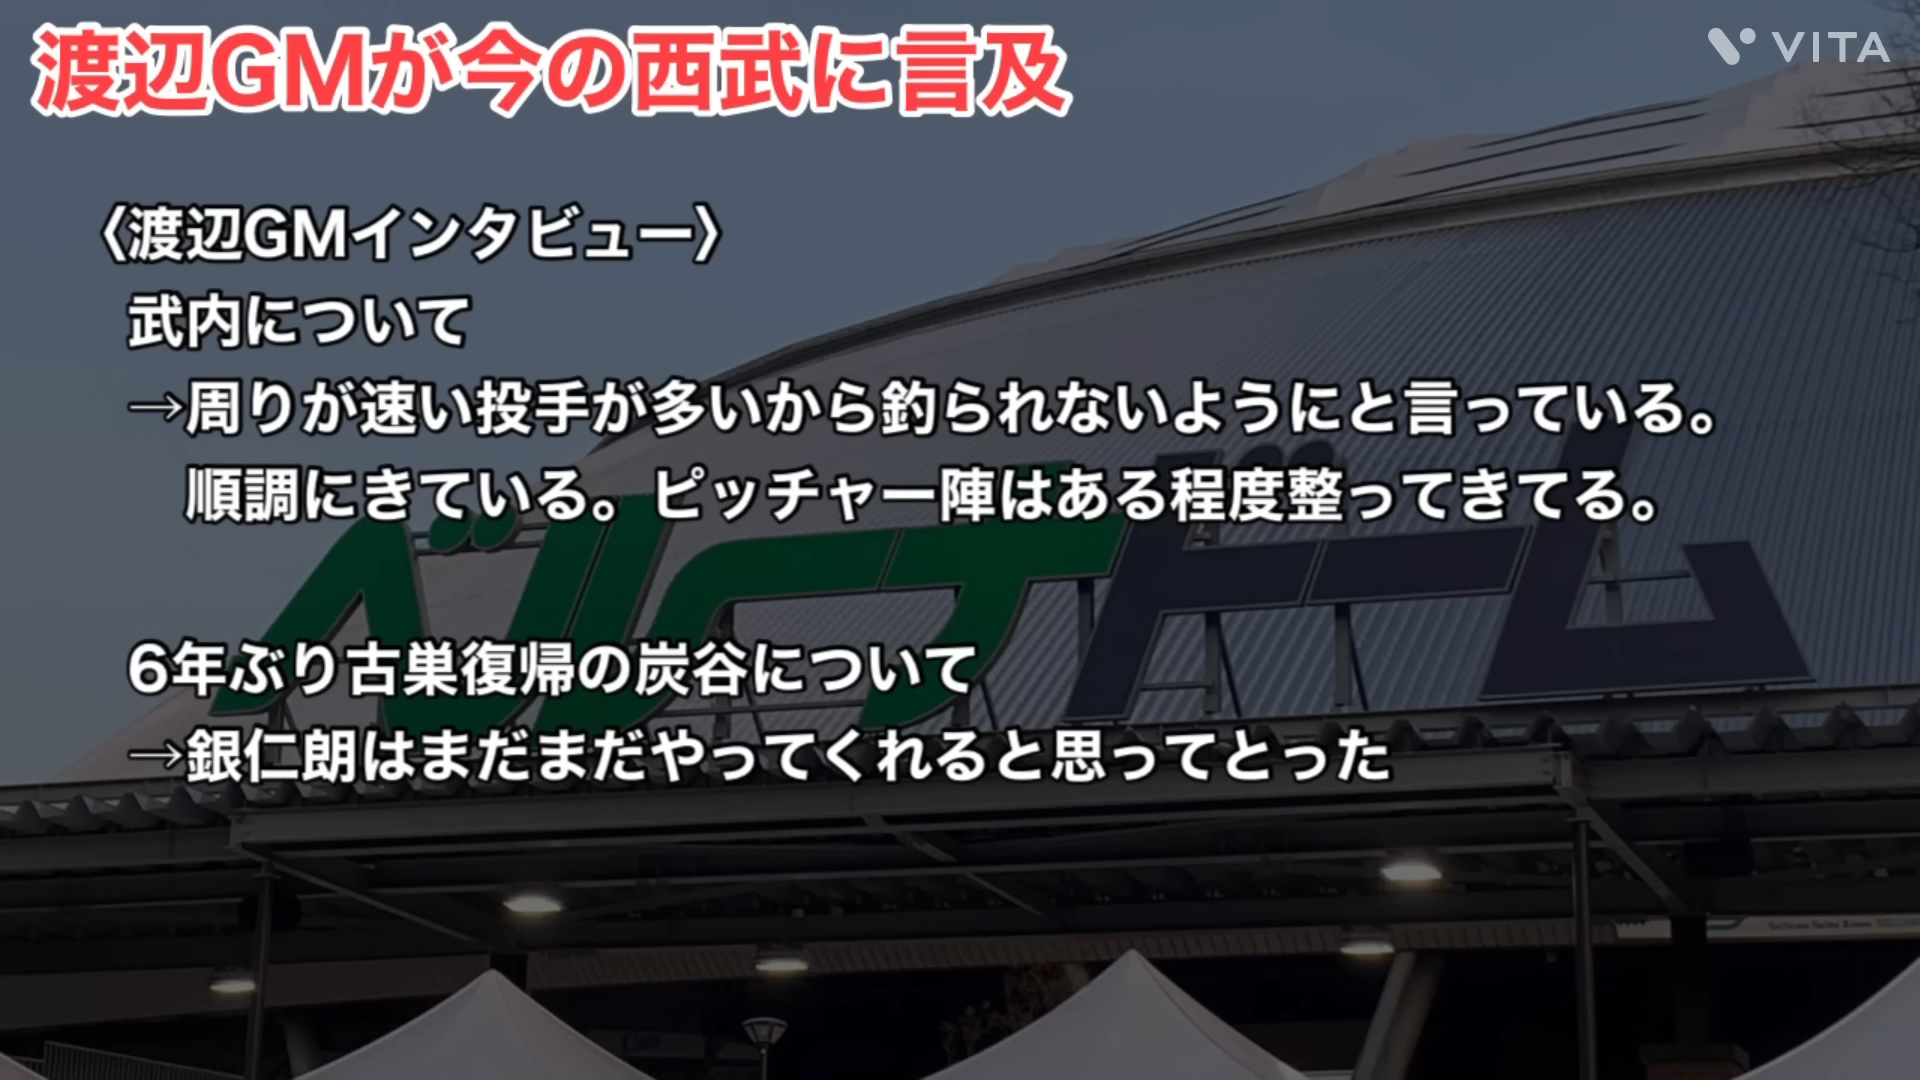 渡辺GMが今の西武に言及
VITA
〈渡辺GMインタビュー〉
武内について
→周りが速い投手が多いから釣られないようにと言っている。
順調にきている。ピッチャー陣はある程度整ってきてる。
ベルーナドーム
6年ぶり古巣復帰の炭谷について
→銀仁朗はまだまだやってくれると思ってとった